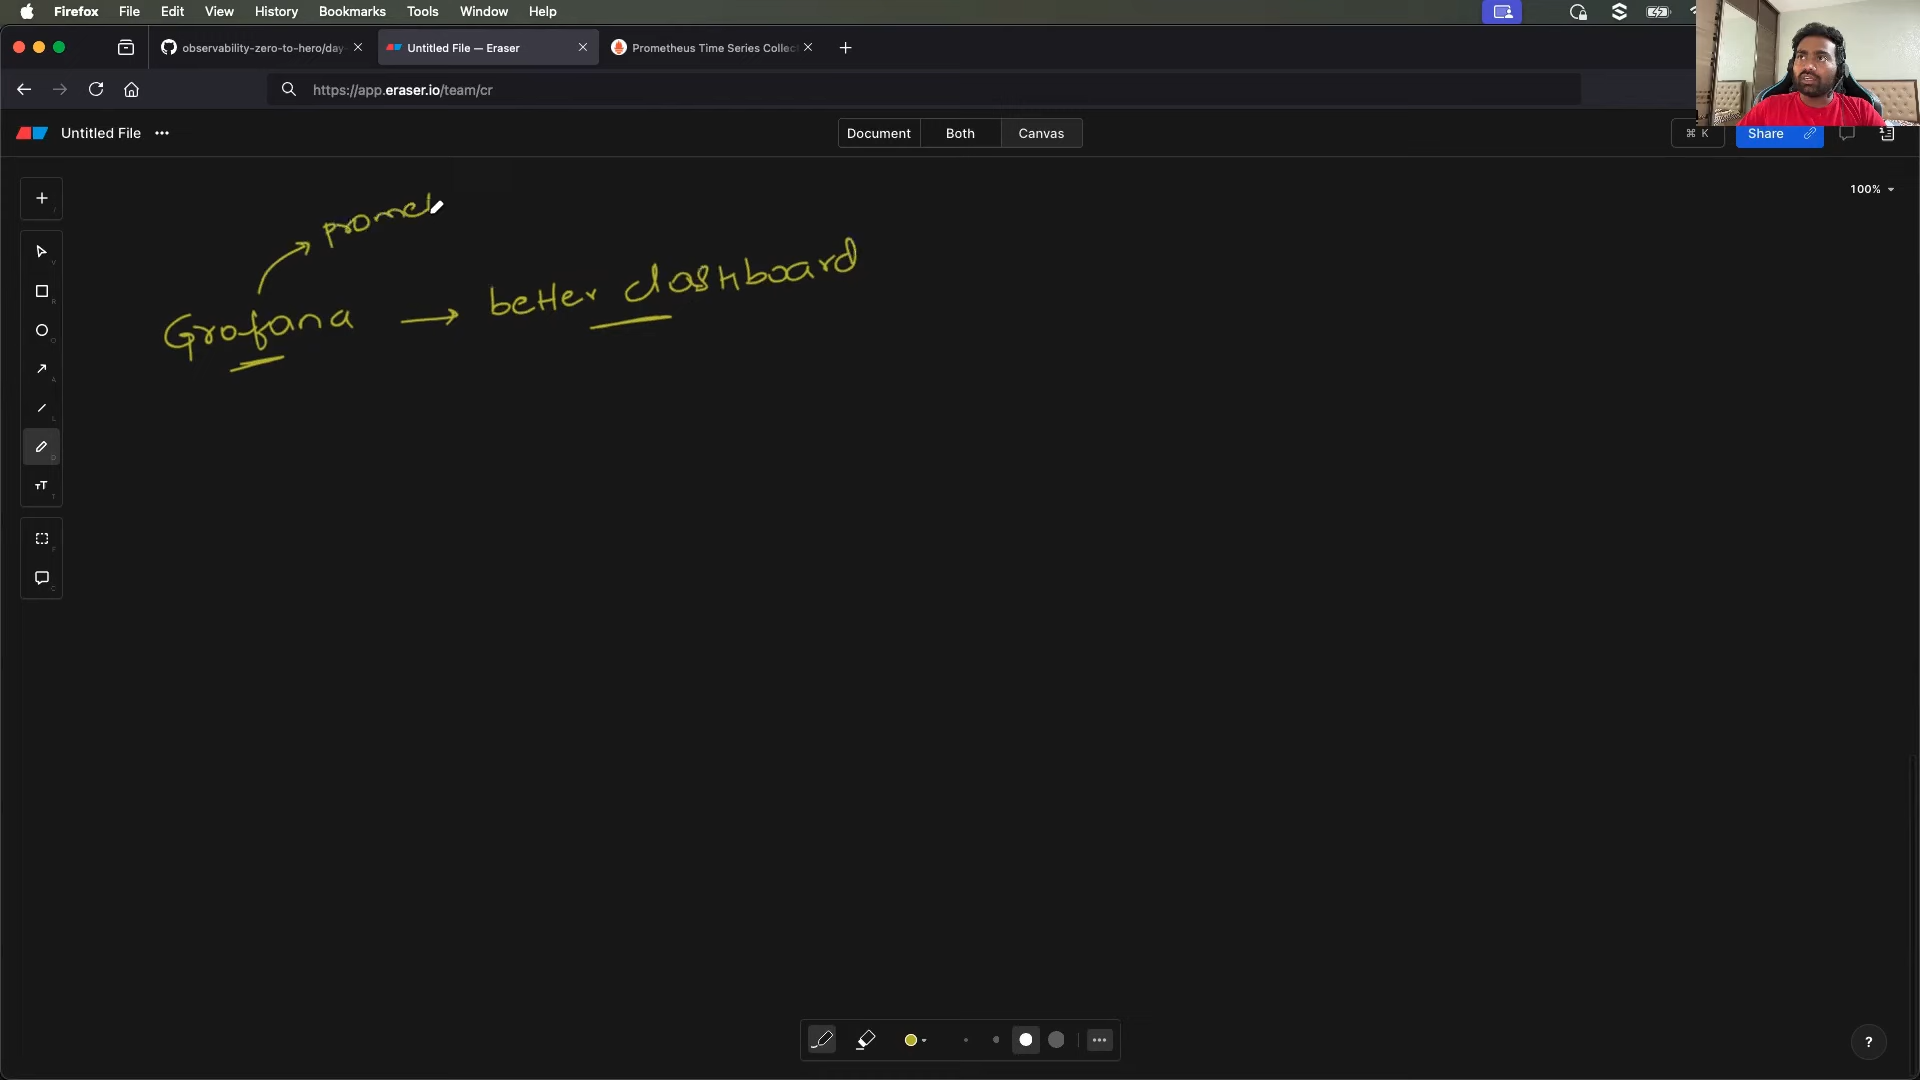 Firefox File Edit View History Bookmarks Tools Window Help
observability-zero-to-hero/day-
Untitled File — Eraser
Prometheus Time Series Collec
https://app.eraser.io/team/cr
Untitled File
Document Both Canvas
⌘ K
Share
100%
promet
Grafana → better dashboard
?